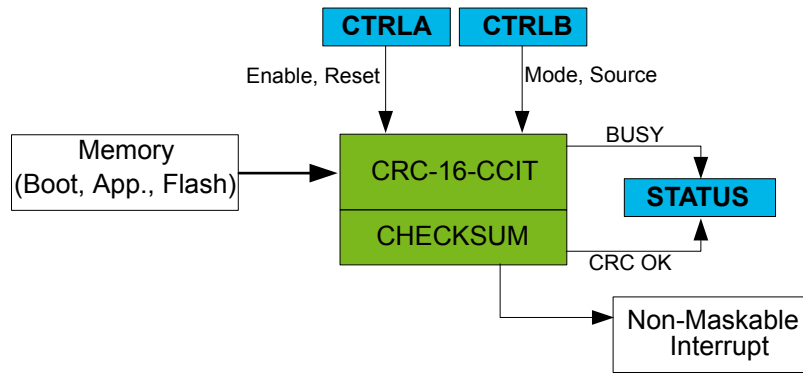 CTRLA
CTRLB
Enable, Reset
Mode, Source
Memory
(Boot, App., Flash)
CRC-16-CCIT
CHECKSUM
BUSY
STATUS
CRC OK
Non-Maskable
Interrupt